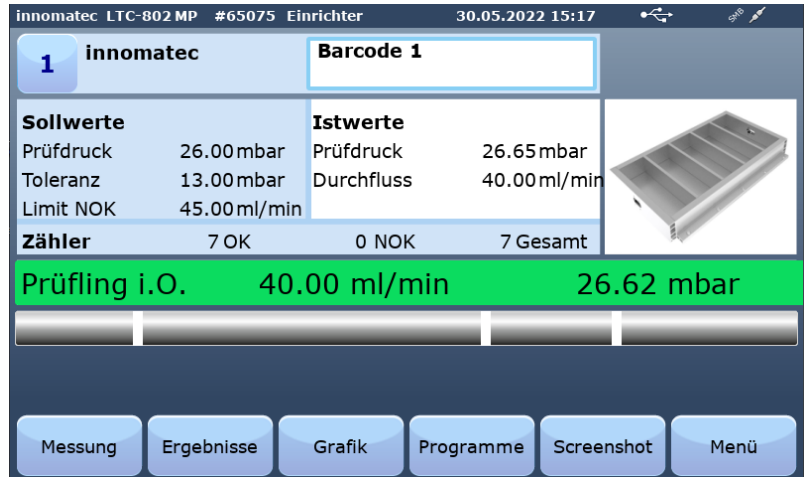 innomatec LTC-802 MP #65075 Einrichter 30.05.2022 15:17 SMB
1 innomatec Barcode 1
Sollwerte Istwerte
Prüfdruck 26.00 mbar Prüfdruck 26.65 mbar
Toleranz 13.00 mbar Durchfluss 40.00 ml/min
Limit NOK 45.00 ml/min
Zähler 7 OK 0 NOK 7 Gesamt
Prüfling i.O. 40.00 ml/min 26.62 mbar
Messung Ergebnisse Grafik Programme Screenshot Menü